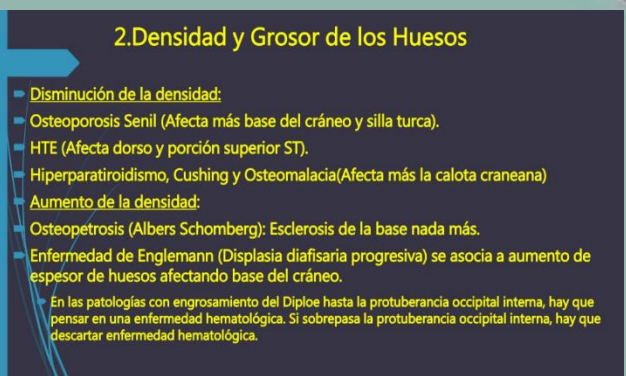 2.Densidad y Grosor de los Huesos
Disminución de la densidad:
Osteoporosis Senil (Afecta más base del cráneo y silla turca).
HTE (Afecta dorso y porción superior ST).
Hiperparatiroidismo, Cushing y Osteomalacia(Afecta más la calota craneana)
Aumento de la densidad:
Osteopetrosis (Albers Schomberg): Esclerosis de la base nada más.
Enfermedad de Englemann (Displasia diafisaria progresiva) se asocia a aumento de
espesor de huesos afectando base del cráneo.
En las patologías con engrosamiento del Diploe hasta la protuberancia occipital interna, hay que
pensar en una enfermedad hematológica. Si sobrepasa la protuberancia occipital interna, hay que
descartar enfermedad hematológica.